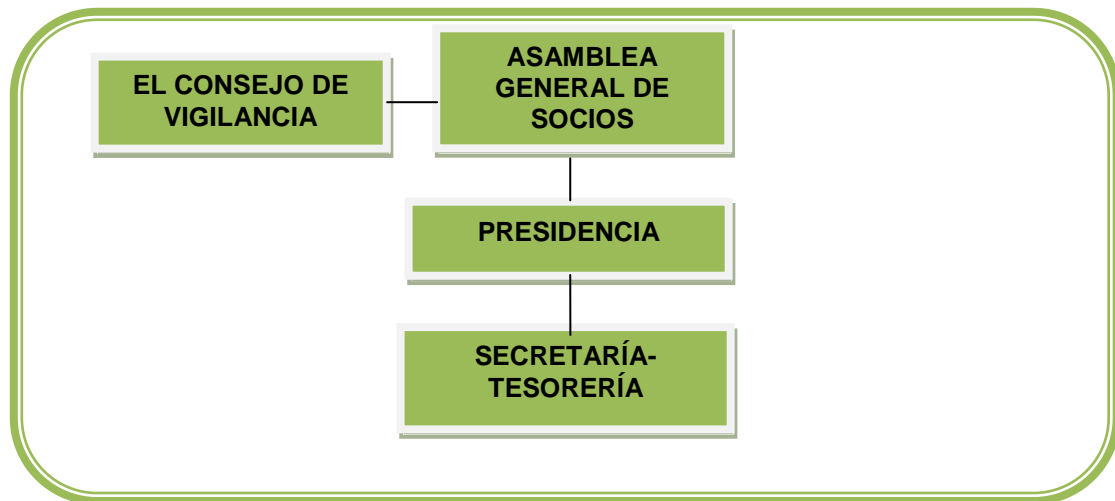 EL CONSEJO DE
VIGILANCIA
ASAMBLEA
GENERAL DE
SOCIOS
PRESIDENCIA
SECRETARÍA-
TESORERÍA